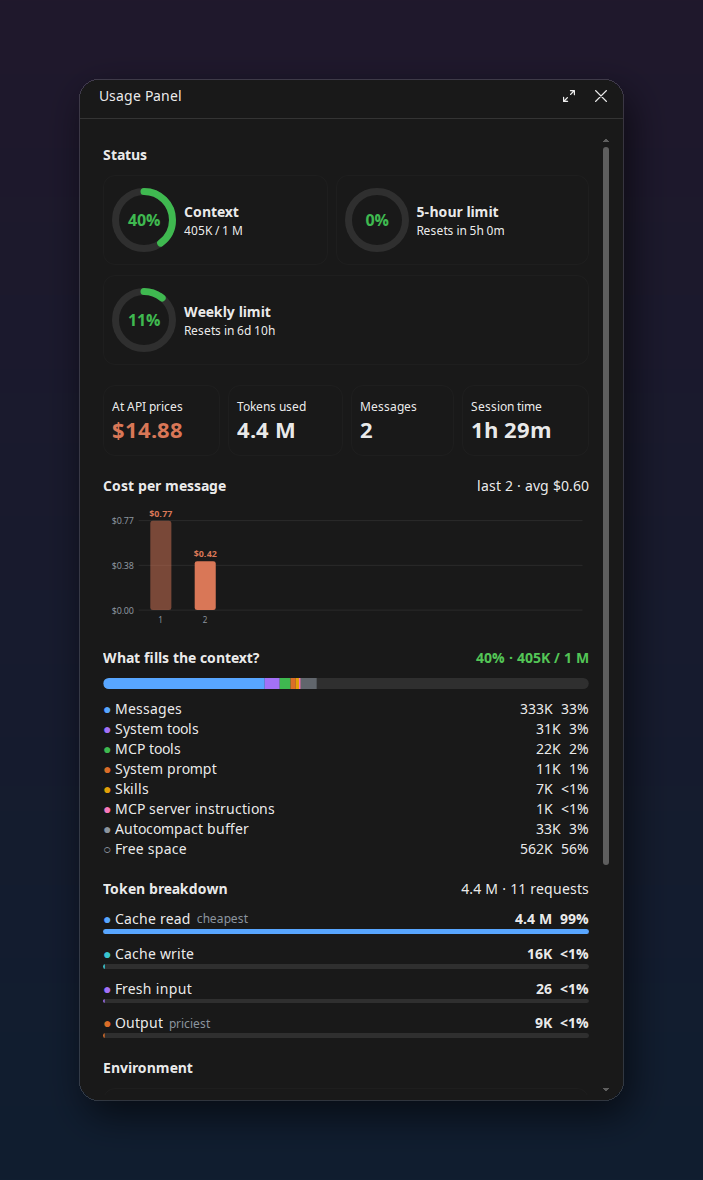 Usage Panel
Status
40%
Context
405K / 1 M
0%
5-hour limit
Resets in 5h 0m
11%
Weekly limit
Resets in 6d 10h
At API prices
$14.88
Tokens used
4.4 M
Messages
2
Session time
1h 29m
Cost per message last 2 · avg $0.60
$0.77
$0.77
$0.42
$0.38
$0.00
1 2
What fills the context? 40% · 405K / 1 M
● Messages 333K 33%
● System tools 31K 3%
● MCP tools 22K 2%
● System prompt 11K 1%
● Skills 7K <1%
● MCP server instructions 1K <1%
● Autocompact buffer 33K 3%
○ Free space 562K 56%
Token breakdown 4.4 M · 11 requests
● Cache read cheapest 4.4 M 99%
● Cache write 16K <1%
● Fresh input 26 <1%
● Output priciest 9K <1%
Environment